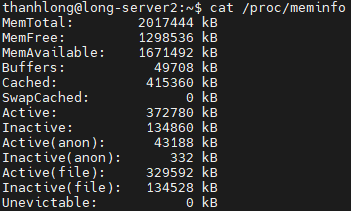 thanhlong@long-server2:~$ cat /proc/meminfo
MemTotal:        2017444 kB
MemFree:         1298536 kB
MemAvailable:    1671492 kB
Buffers:           49708 kB
Cached:           415360 kB
SwapCached:            0 kB
Active:           372780 kB
Inactive:         134860 kB
Active(anon):      43188 kB
Inactive(anon):      332 kB
Active(file):     329592 kB
Inactive(file):   134528 kB
Unevictable:           0 kB